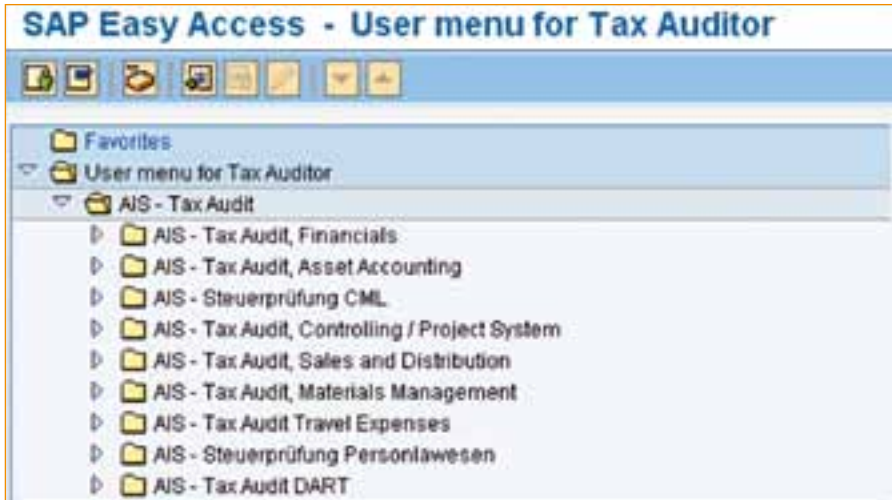 SAP Easy Access - User menu for Tax Auditor
Favorites
User menu for Tax Auditor
AIS - Tax Audit
AIS - Tax Audit, Financials
AIS - Tax Audit, Asset Accounting
AIS - Steuerprüfung CML
AIS - Tax Audit, Controlling / Project System
AIS - Tax Audit, Sales and Distribution
AIS - Tax Audit, Materials Management
AIS - Tax Audit Travel Expenses
AIS - Steuerprüfung Personlawesen
AIS - Tax Audit DART